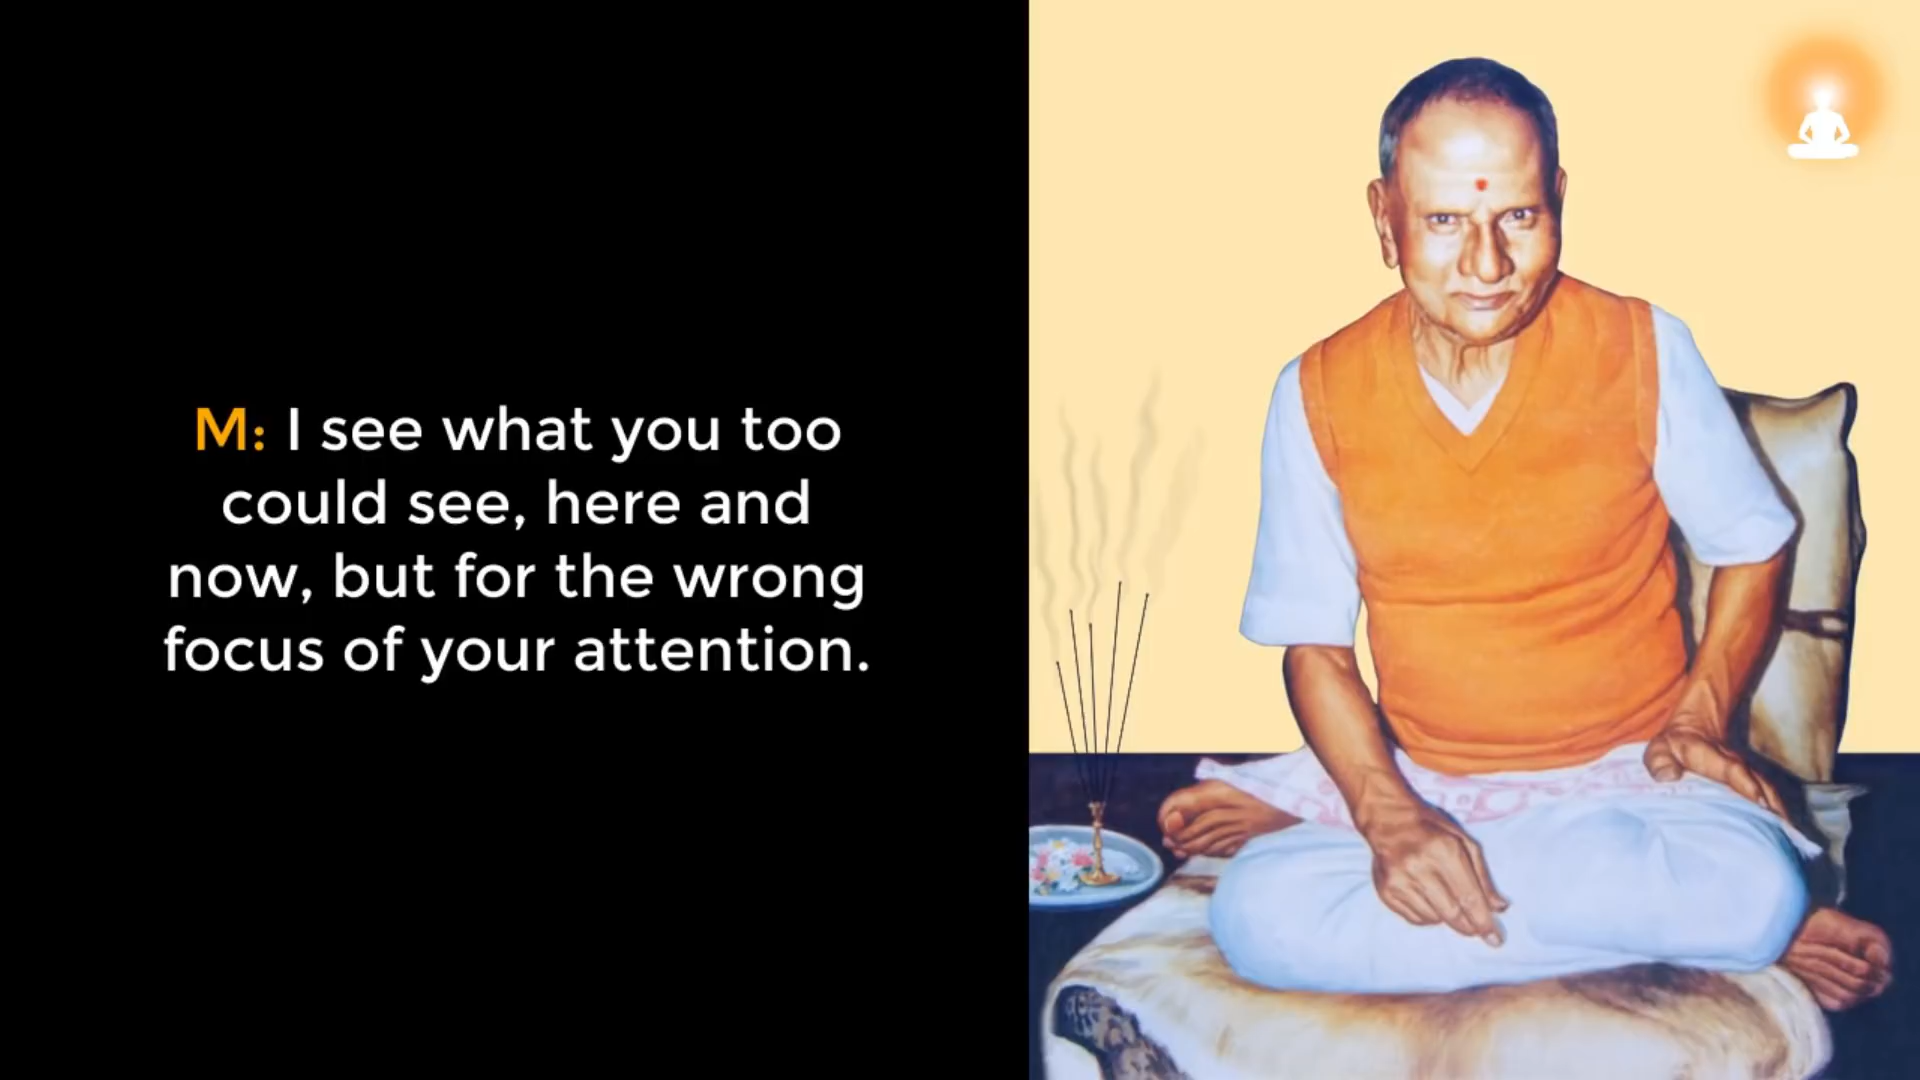 M: I see what you too
could see, here and
now, but for the wrong
focus of your attention.